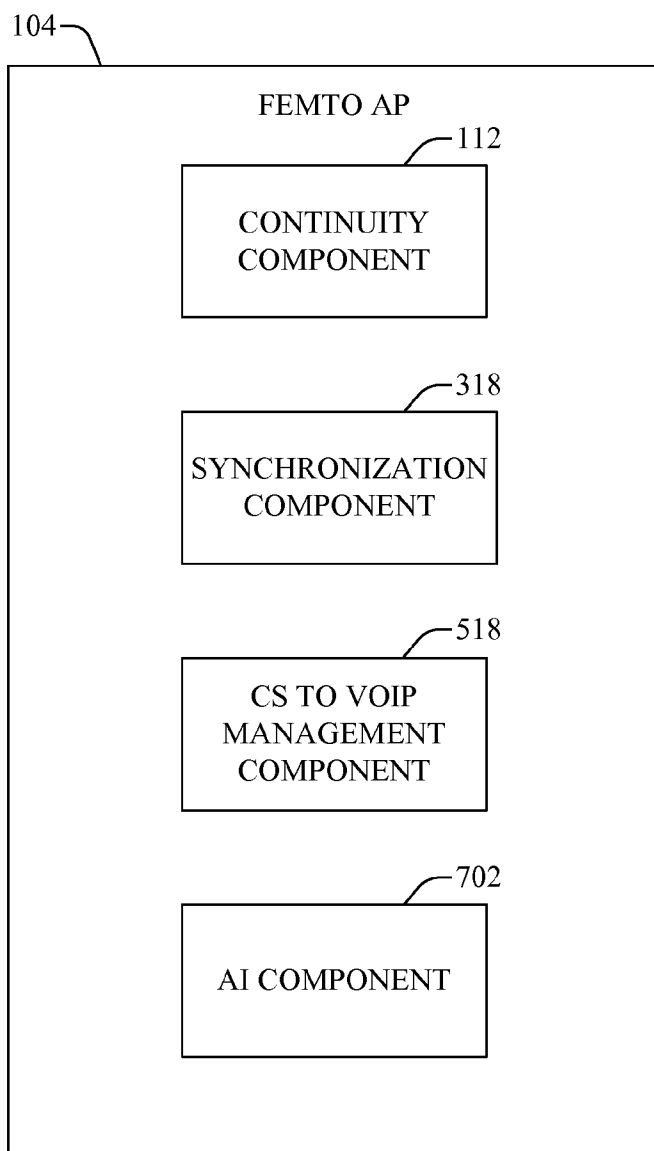 104
FEMTO AP
112
CONTINUITY
COMPONENT
318
SYNCHRONIZATION
COMPONENT
518
CS TO VOIP
MANAGEMENT
COMPONENT
702
AI COMPONENT